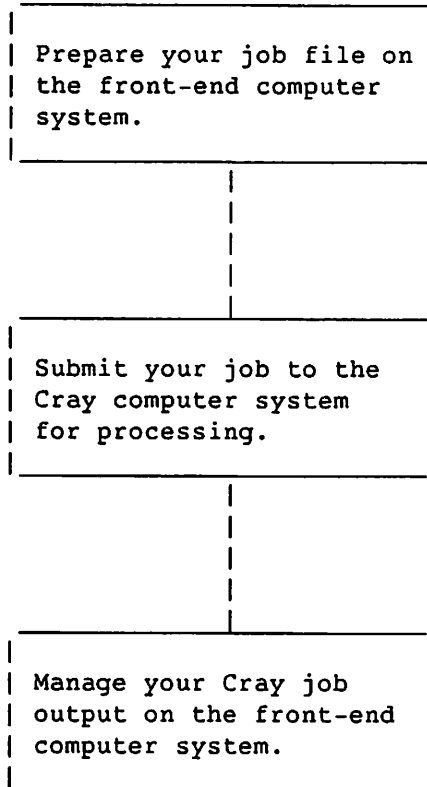 Prepare your job file on
the front-end computer
system.
Submit your job to the
Cray computer system
for processing.
Manage your Cray job
output on the front-end
computer system.